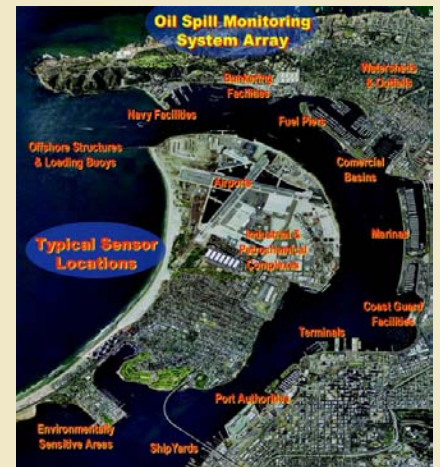 Oil Spill Monitoring
System Array
Watersheds
& Outfalls
Bunkering
Facilities
Navy Facilities
Fuel Piers
Offshore Structures
& Loading Buoys
Comercial
Basins
Airports
Typical Sensor
Locations
Industrial &
Petrochemical
Complexes
Marinas
Coast Guard
Facilities
Terminals
Port Authorities
Environmentally
Sensitive Areas
ShipYards